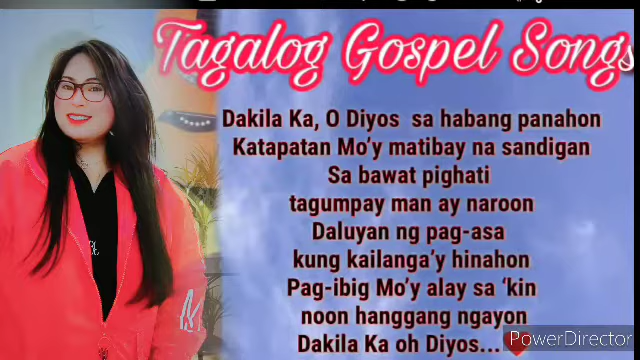 Tagalog Gospel Songs
Dakila Ka, O Diyos sa habang panahon
Katapatan Mo'y matibay na sandigan
Sa bawat pighati
tagumpay man ay naroon
Daluyan ng pag-asa
kung kailanga'y hinahon
Pag-ibig Mo'y alay sa 'kin
noon hanggang ngayon
Dakila Ka oh Diyos...
PowerDirector